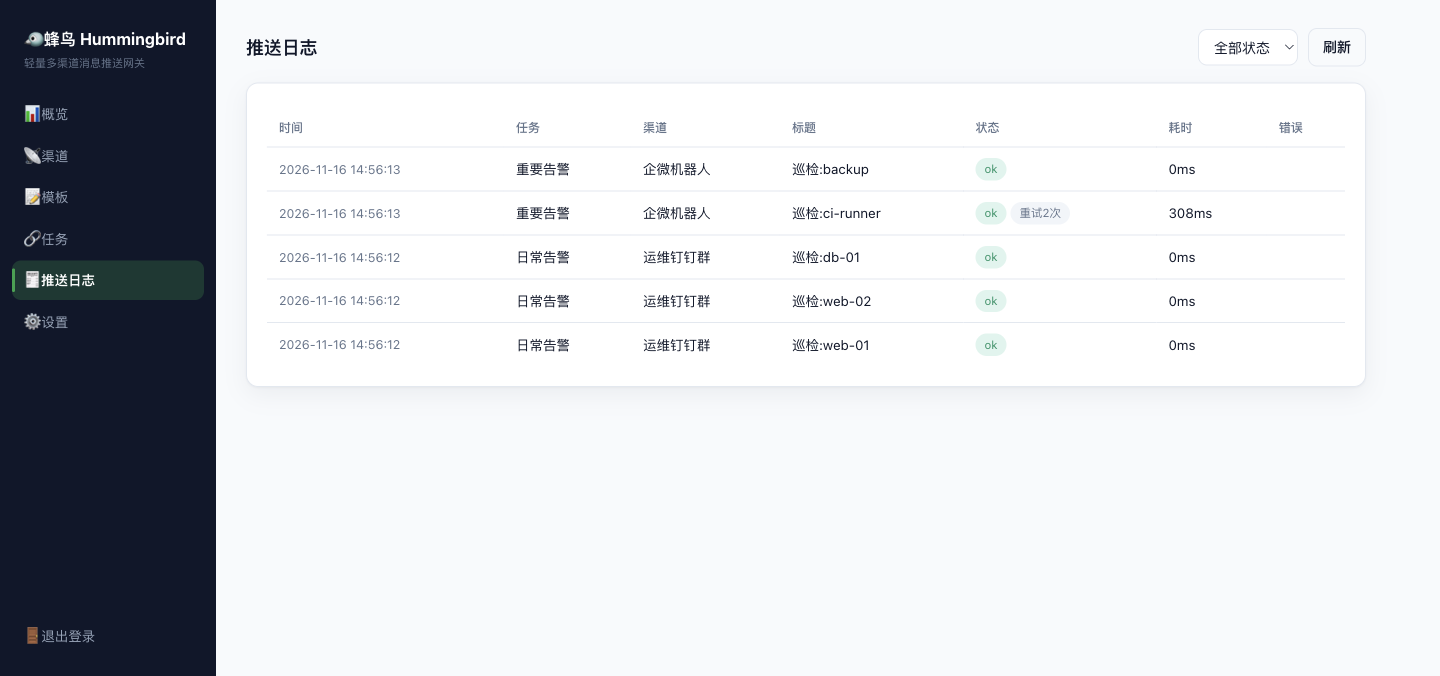 蜂鸟 Hummingbird
轻量多渠道消息推送网关
概览
渠道
模板
任务
推送日志
设置
退出登录
推送日志
全部状态 刷新
时间 任务 渠道 标题 状态 耗时 错误
2026-11-16 14:56:13 重要告警 企微机器人 巡检:backup ok 0ms
2026-11-16 14:56:13 重要告警 企微机器人 巡检:ci-runner ok 重试2次 308ms
2026-11-16 14:56:12 日常告警 运维钉钉群 巡检:db-01 ok 0ms
2026-11-16 14:56:12 日常告警 运维钉钉群 巡检:web-02 ok 0ms
2026-11-16 14:56:12 日常告警 运维钉钉群 巡检:web-01 ok 0ms